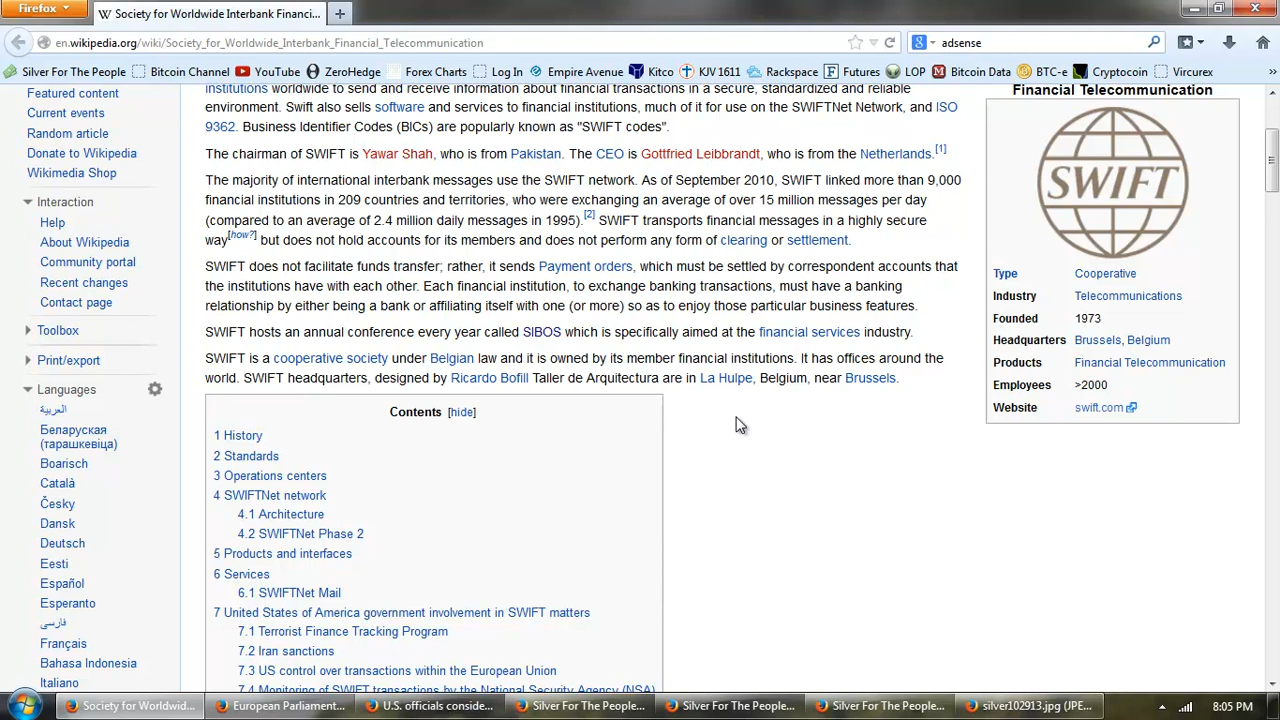 Firefox
Society for Worldwide Interbank Financi...
en.wikipedia.org/wiki/Society_for_Worldwide_Interbank_Financial_Telecommunication
adsense
Silver For The People
Bitcoin Channel
YouTube
ZeroHedge
Forex Charts
Log In
Empire Avenue
Kitco
KJV 1611
Rackspace
Futures
LOP
Bitcoin Data
BTC-e
Cryptocoin
Vircurex
Featured content
Current events
Random article
Donate to Wikipedia
Wikimedia Shop
Interaction
Help
About Wikipedia
Community portal
Recent changes
Contact page
Toolbox
Print/export
Languages
العربية
Беларуская
(тарашкевіца)
Boarisch
Català
Česky
Dansk
Deutsch
Eesti
Español
Esperanto
فارسی
Français
Bahasa Indonesia
Italiano
institutions worldwide to send and receive information about financial transactions in a secure, standardized and reliable
environment. Swift also sells software and services to financial institutions, much of it for use on the SWIFTNet Network, and ISO
9362. Business Identifier Codes (BICs) are popularly known as "SWIFT codes".
The chairman of SWIFT is Yawar Shah, who is from Pakistan. The CEO is Gottfried Leibbrandt, who is from the Netherlands.[1]
The majority of international interbank messages use the SWIFT network. As of September 2010, SWIFT linked more than 9,000
financial institutions in 209 countries and territories, who were exchanging an average of over 15 million messages per day
(compared to an average of 2.4 million daily messages in 1995).[2] SWIFT transports financial messages in a highly secure
way[how?] but does not hold accounts for its members and does not perform any form of clearing or settlement.
SWIFT does not facilitate funds transfer; rather, it sends Payment orders, which must be settled by correspondent accounts that
the institutions have with each other. Each financial institution, to exchange banking transactions, must have a banking
relationship by either being a bank or affiliating itself with one (or more) so as to enjoy those particular business features.
SWIFT hosts an annual conference every year called SIBOS which is specifically aimed at the financial services industry.
SWIFT is a cooperative society under Belgian law and it is owned by its member financial institutions. It has offices around the
world. SWIFT headquarters, designed by Ricardo Bofill Taller de Arquitectura are in La Hulpe, Belgium, near Brussels.
Contents [hide]
1 History
2 Standards
3 Operations centers
4 SWIFTNet network
4.1 Architecture
4.2 SWIFTNet Phase 2
5 Products and interfaces
6 Services
6.1 SWIFTNet Mail
7 United States of America government involvement in SWIFT matters
7.1 Terrorist Finance Tracking Program
7.2 Iran sanctions
7.3 US control over transactions within the European Union
7.4 Monitoring of SWIFT transactions by the National Security Agency (NSA)
Financial Telecommunication
SWIFT
Type Cooperative
Industry Telecommunications
Founded 1973
Headquarters Brussels, Belgium
Products Financial Telecommunication
Employees >2000
Website swift.com
Society for Worldwid...
European Parliament...
U.S. officials conside...
Silver For The People...
Silver For The People...
Silver For The People...
silver102913.jpg (JPE...
8:05 PM